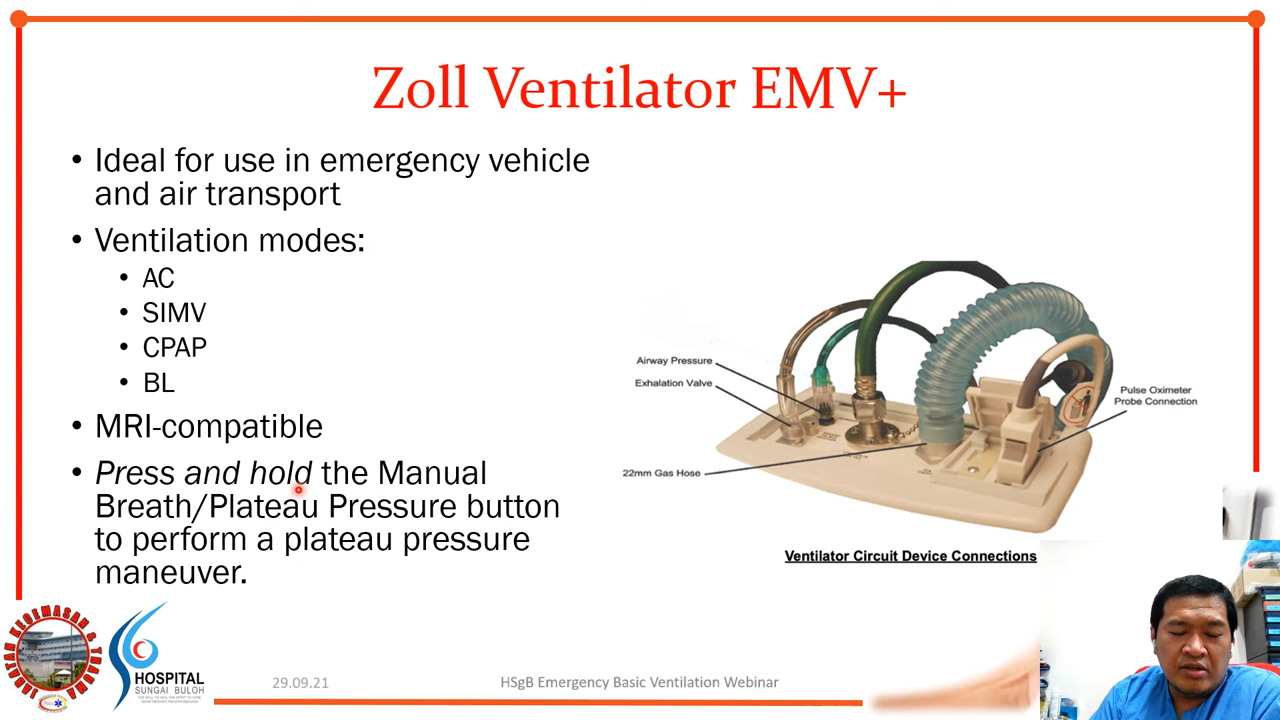 Zoll Ventilator EMV+
• Ideal for use in emergency vehicle
and air transport
• Ventilation modes:
• AC
• SIMV
• CPAP
• BL
• MRI-compatible
• Press and hold the Manual
Breath/Plateau Pressure button
to perform a plateau pressure
maneuver.
Airway Pressure
Exhalation Valve
Pulse Oximeter
Probe Connection
22mm Gas Hose
Ventilator Circuit Device Connections
JABATAN KECEMASAN & TRAUMA
HOSPITAL
SUNGAI BULOH
29.09.21
HSgB Emergency Basic Ventilation Webinar